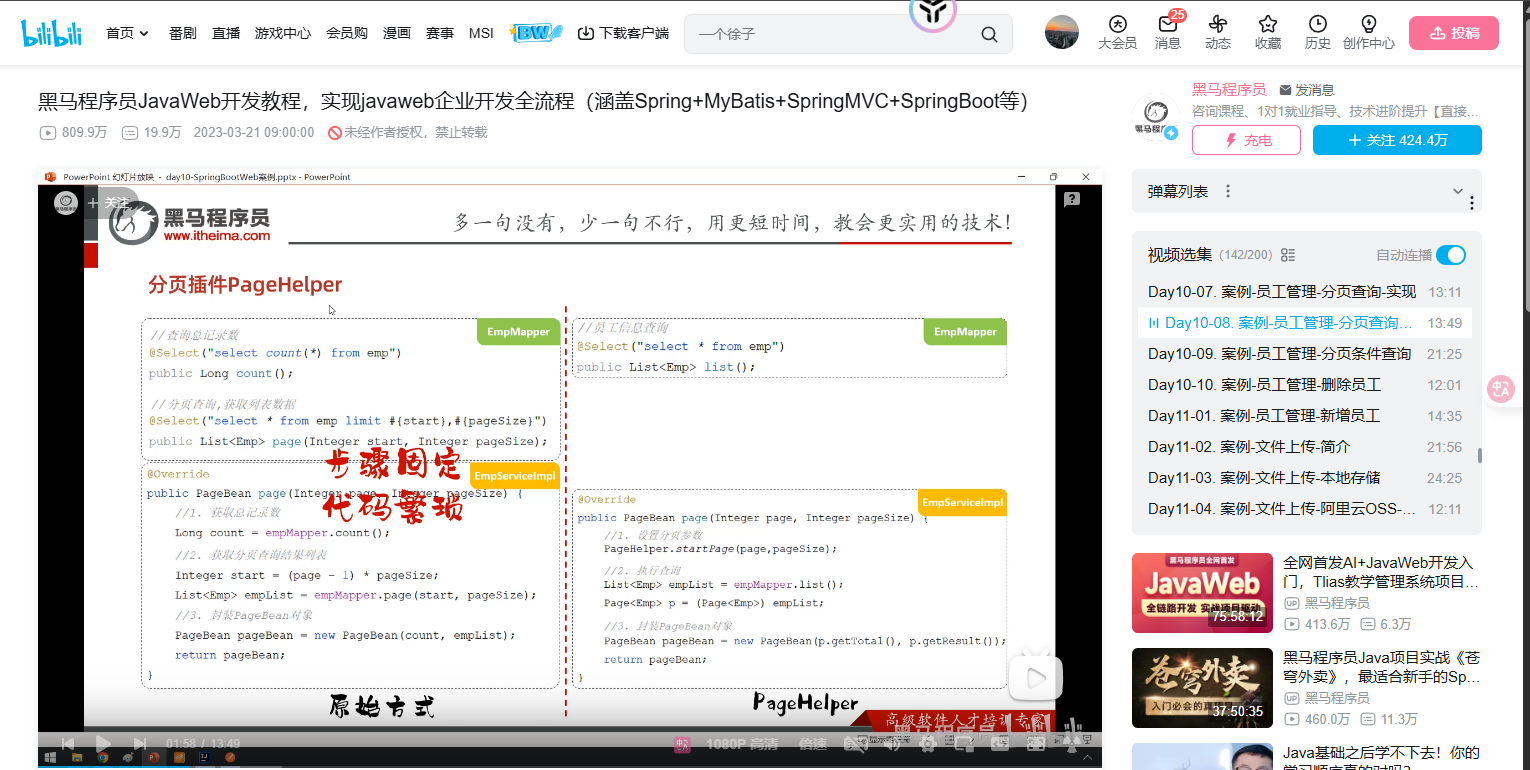 bilibili
首页 番剧 直播 游戏中心 会员购 漫画 赛事 MSI BW 下载客户端
一个徐子
大会员 25 消息 动态 收藏 历史 创作中心 投稿
黑马程序员JavaWeb开发教程，实现javaweb企业开发全流程（涵盖Spring+MyBatis+SpringMVC+SpringBoot等）
809.9万 19.9万 2023-03-21 09:00:00 未经作者授权，禁止转载
PowerPoint 幻灯片放映 - day10-SpringBootWeb案例.pptx - PowerPoint
+ 关注
黑马程序员
www.itheima.com
多一句没有，少一句不行，用更短时间，教会更实用的技术！
分页插件PageHelper
EmpMapper
//查询总记录数
@Select("select count(*) from emp")
public Long count();
//分页查询,获取列表数据
@Select("select * from emp limit #{start},#{pageSize}")
public List<Emp> page(Integer start, Integer pageSize);
步骤固定
代码繁琐
EmpServiceImpl
@Override
public PageBean page(Integer page, Integer pageSize) {
//1. 获取总记录数
Long count = empMapper.count();
//2. 获取分页查询结果列表
Integer start = (page - 1) * pageSize;
List<Emp> empList = empMapper.page(start, pageSize);
//3. 封装PageBean对象
PageBean pageBean = new PageBean(count, empList);
return pageBean;
}
原始方式
EmpMapper
//员工信息查询
@Select("select * from emp")
public List<Emp> list();
EmpServiceImpl
@Override
public PageBean page(Integer page, Integer pageSize) {
//1. 设置分页参数
PageHelper.startPage(page,pageSize);
//2. 执行查询
List<Emp> empList = empMapper.list();
Page<Emp> p = (Page<Emp>) empList;
//3. 封装PageBean对象
PageBean pageBean = new PageBean(p.getTotal(), p.getResult());
return pageBean;
}
PageHelper
高级软件人才培训专家
01:58 / 13:49
1080P 高清 倍速
黑马程序员 发消息
咨询课程、1对1就业指导、技术进阶提升【直接…
充电
+ 关注 424.4万
弹幕列表
视频选集 (142/200) 自动连播
Day10-07. 案例-员工管理-分页查询-实现 13:11
Day10-08. 案例-员工管理-分页查询… 13:49
Day10-09. 案例-员工管理-分页条件查询 21:25
Day10-10. 案例-员工管理-删除员工 12:01
Day11-01. 案例-员工管理-新增员工 14:35
Day11-02. 案例-文件上传-简介 21:56
Day11-03. 案例-文件上传-本地存储 24:25
Day11-04. 案例-文件上传-阿里云OSS-… 12:11
黑马程序员全网首发
JavaWeb
全链路开发 实战项目驱动
75:58:12
全网首发AI+JavaWeb开发入
门，Tlias教学管理系统项目…
UP 黑马程序员
413.6万 6.3万
苍穹外卖
37:50:35
黑马程序员Java项目实战《苍
穹外卖》，最适合新手的Sp…
UP 黑马程序员
460.0万 11.3万
Java基础之后学不下去！你的